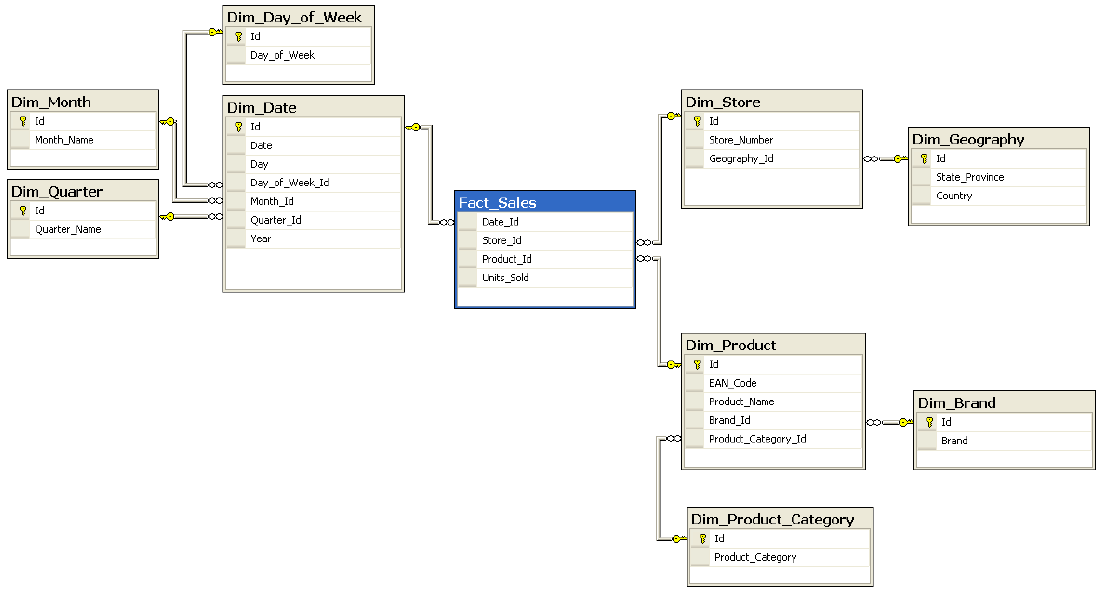 Dim_Day_of_Week
Id
Day_of_Week
Dim_Month
Id
Month_Name
Dim_Quarter
Id
Quarter_Name
Dim_Date
Id
Date
Day
Day_of_Week_Id
Month_Id
Quarter_Id
Year
Fact_Sales
Date_Id
Store_Id
Product_Id
Units_Sold
Dim_Store
Id
Store_Number
Geography_Id
Dim_Geography
Id
State_Province
Country
Dim_Product
Id
EAN_Code
Product_Name
Brand_Id
Product_Category_Id
Dim_Brand
Id
Brand
Dim_Product_Category
Id
Product_Category